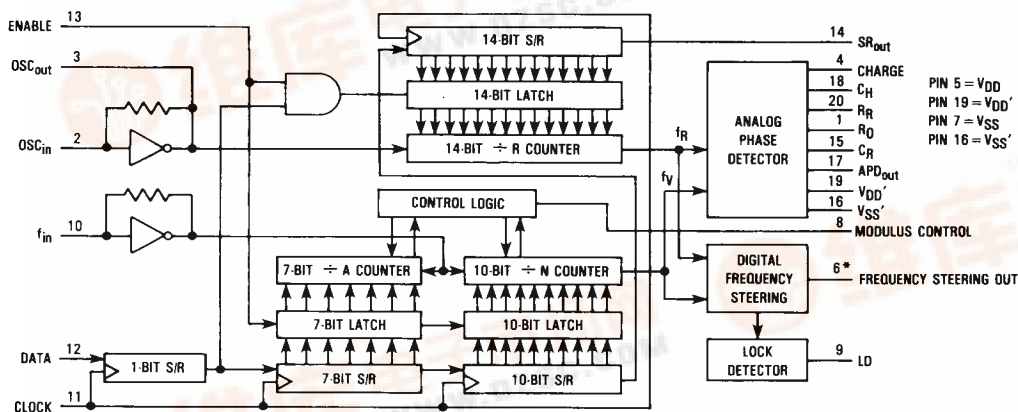 ENABLE 13
OSCout 3
OSCin 2
fin 10
DATA 12
CLOCK 11
14-BIT S/R
14-BIT LATCH
14-BIT ÷ R COUNTER
CONTROL LOGIC
7-BIT ÷ A COUNTER
10-BIT ÷ N COUNTER
7-BIT LATCH
10-BIT LATCH
1-BIT S/R
7-BIT S/R
10-BIT S/R
fR
fV
ANALOG
PHASE
DETECTOR
DIGITAL
FREQUENCY
STEERING
LOCK
DETECTOR
14 SRout
4 CHARGE
18 CH
20 RR
1 RO
15 CR
17 APDout
19 VDD'
16 VSS'
8 MODULUS CONTROL
6* FREQUENCY STEERING OUT
9 LD
PIN 5 = VDD
PIN 19 = VDD'
PIN 7 = VSS
PIN 16 = VSS'